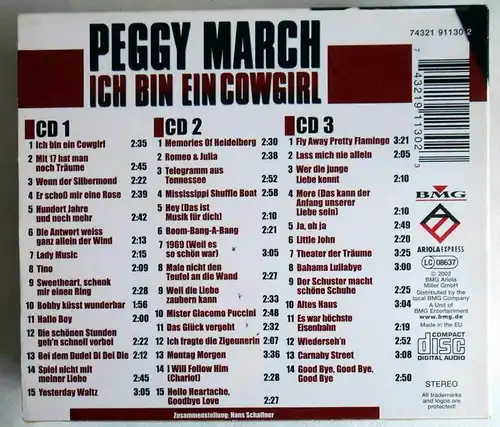 PEGGY MARCH
ICH BIN EIN COWGIRL
74321 91130 2
7 43219 11302 3
CD 1
1 Ich bin ein Cowgirl 2:35
2 Mit 17 hat man
noch Träume 2:45
3 Wenn der Silbermond 2:22
4 Er schoß mir eine Rose 2:39
5 Hundert Jahre
und noch mehr 2:42
6 Die Antwort weiss
ganz allein der Wind 2:13
7 Lady Music 2:15
8 Tino 2:09
9 Sweetheart, schenk
mir einen Ring 2:28
10 Bobby küsst wunderbar 1:56
11 Hallo Boy 2:00
12 Die schönen Stunden
geh'n schnell vorbei 2:22
13 Bei dem Dudel Di Dei Die 2:12
14 Spiel nicht mit
meiner Liebe 2:45
15 Yesterday Waltz 3:05
CD 2
1 Memories Of Heidelberg 2:30
2 Romeo & Julia 2:38
3 Telegramm aus
Tennessee 2:52
4 Mississippi Shuffle Boat 2:58
5 Hey (Das ist
Musik für dich) 2:10
6 Boom-Bang-A-Bang 2:21
7 1969 (Weil es
so schön war) 3:05
8 Male nicht den
Teufel an die Wand 2:27
9 Weil die Liebe
zaubern kann 2:33
10 Mister Giacomo Puccini 2:48
11 Das Glück vergeht 2:32
12 Ich fragte die Zigeunerin 2:07
13 Montag Morgen 2:36
14 I Will Follow Him
(Chariot) 2:28
15 Hello Heartache,
Goodbye Love 2:27
CD 3
1 Fly Away Pretty Flamingo 3:21
2 Lass mich nie allein 2:05
3 Wer die junge
Liebe kennt 2:10
4 More (Das kann der
Anfang unserer
Liebe sein) 2:10
5 Ja, oh ja 2:49
6 Little John 2:20
7 Theater der Träume 3:25
8 Bahama Lullabye 3:00
9 Der Schuster macht
schöne Schuhe 2:25
10 Altes Haus 3:04
11 Es war höchste
Eisenbahn 2:19
12 Wiederseh'n 2:52
13 Carnaby Street 3:08
14 Good Bye, Good Bye,
Good Bye 2:50
BMG
ARIOLA EXPRESS
LC 08637
© 2002
BMG Ariola
Miller GmbH
Distributed by the
local BMG Company
A Unit of
BMG Entertainment
www.bmg.de
Made in the EU
COMPACT
disc
DIGITAL AUDIO
STEREO
All trademarks
and logos are
protected!
Zusammenstellung: Hans Schaffner